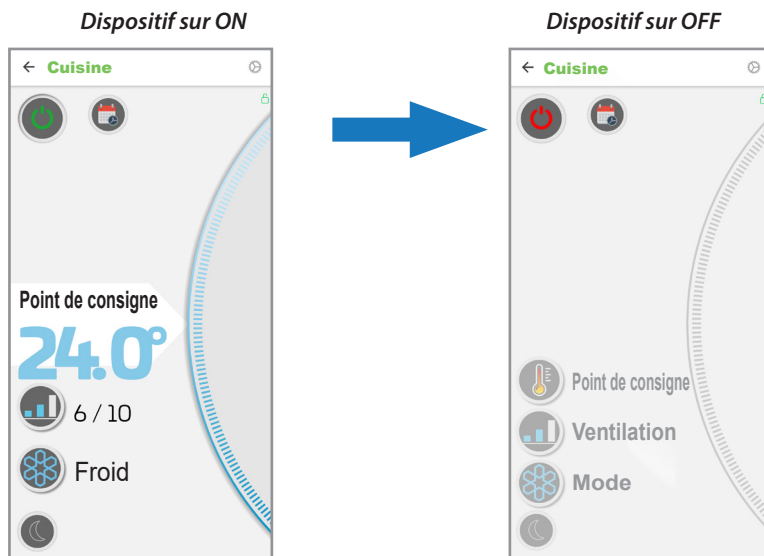 Dispositif sur ON
Cuisine
Point de consigne
24.0°
6 / 10
Froid
Dispositif sur OFF
Cuisine
Point de consigne
Ventilation
Mode